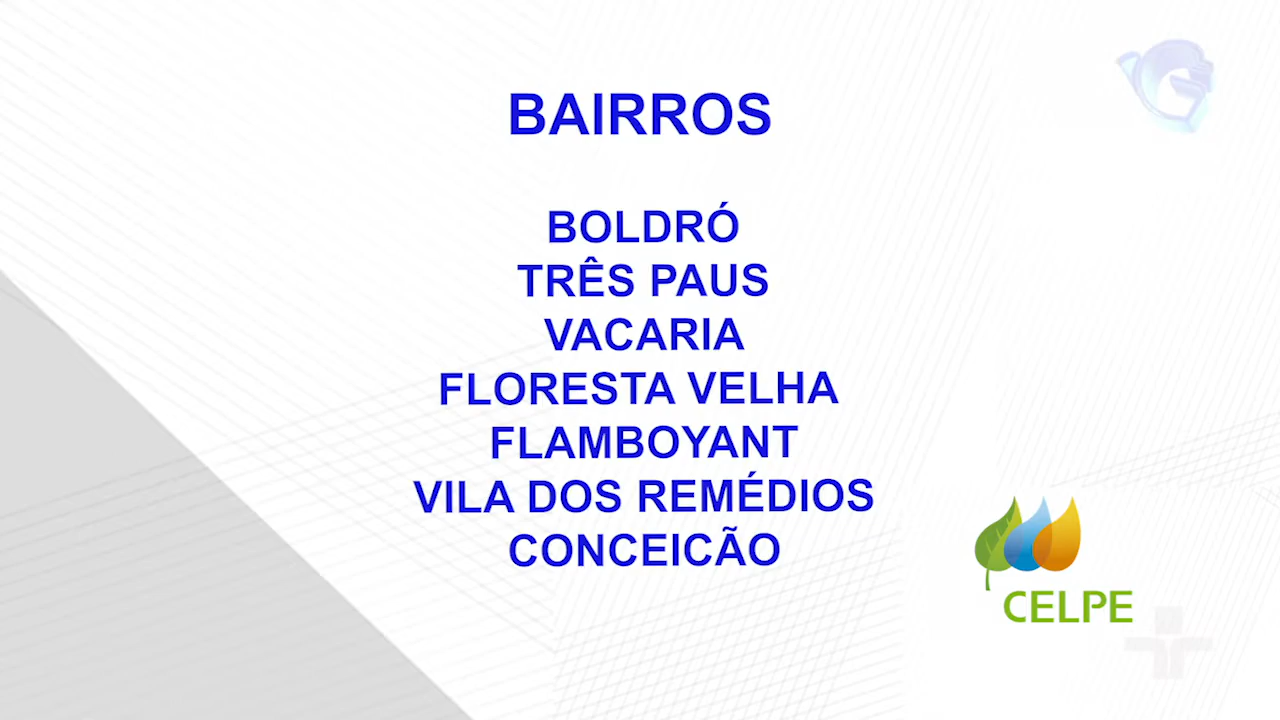 BAIRROS
BOLDRÓ
TRÊS PAUS
VACARIA
FLORESTA VELHA
FLAMBOYANT
VILA DOS REMÉDIOS
CONCEICÃO
CELPE